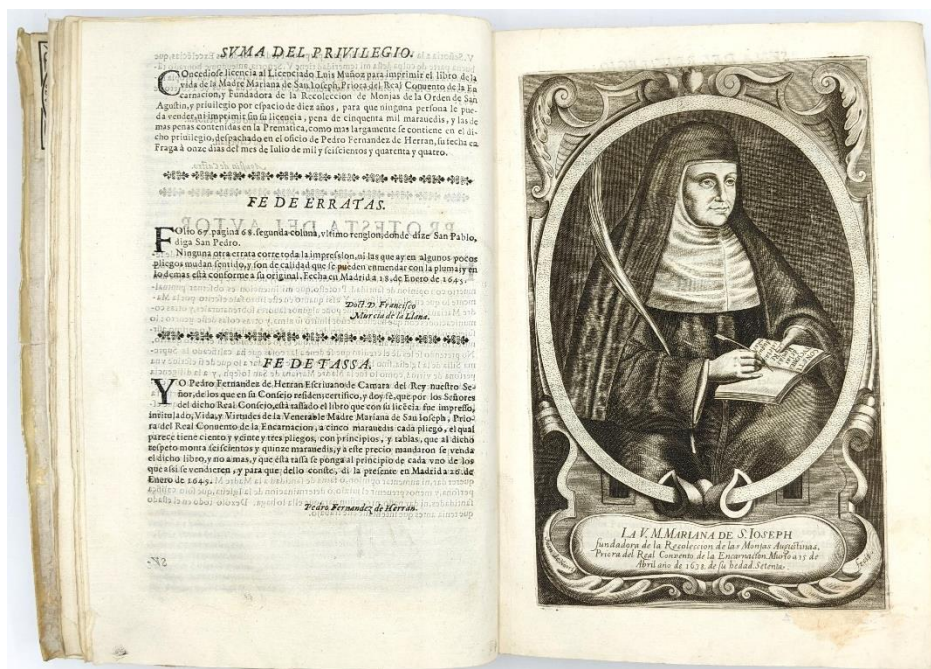 SVMA DEL PRIVILEGIO.
COncediose licencia al Licenciado Luis Muñoz para imprimir el libro de la
vida de la Madre Mariana de San Ioseph, Priora del Real Conuento de la En
carnacion, y Fundadora de la Recoleccion de Monjas de la Orden de San
Agustin, y priuilegio por espacio de diez años, para que ninguna persona le pue
da vender, ni imprimir sin su licencia, pena de cinquenta mil marauedis, y las de
mas penas contenidas en la Prematica, como mas largamente se contiene en el di
cho priuilegio, despachado en el oficio de Pedro Fernandez de Herran, su fecha en
Fraga à onze dias del mes de Iulio de mil y seiscientos y quarenta y quatro.
FE DE ERRATAS.
FOlio 67. pagina 68. segunda coluna, vltimo renglon, donde dize San Pablo,
diga San Pedro.
Ninguna otra errata corte toda la impression, ni las que ay en algunos pocos
pliegos mudan sentido, y son de calidad que se pueden enmendar con la pluma, y en
lo demas està conforme a su original. Fecha en Madrid a 18. de Enero de 1645.
Doct. D. Francisco
Murcia de la Llana.
FE DE TASSA.
YO Pedro Fernandez de Herran Escriuano de Camara del Rey nuestro Se-
ñor, de los que en su Consejo residen, certifico, y doy fè, que por los Señores
del dicho Real Consejo, està tassado el libro que con su licẽcia fue impresso,
intitulado, Vida, y Virtudes de la Venerable Madre Mariana de San Ioseph, Prio-
ra del Real Conuento de la Encarnacion, a cinco marauedis cada pliego, el qual
parece tiene ciento y veinte y tres pliegos, con principios, y tablas, que al dicho
respeto monta seiscientos y quinze marauedis, y a este precio mandaron se venda
el dicho libro, y no a mas, y que esta tassa se ponga al principio de cada vno de los
que assi se vendieren, y para que dello conste, di la presente en Madrid a 20. de
Enero de 1645.
Pedro Fernandez de Herran.
LA V. M. MARIANA DE S. IOSEPH
fundadora de la Recoleccion de las Monjas Augustinas.
Priora del Real Convento de la Encarnacion. Murio a 15 de
Abril año de 1638 de su hedad Setenta.